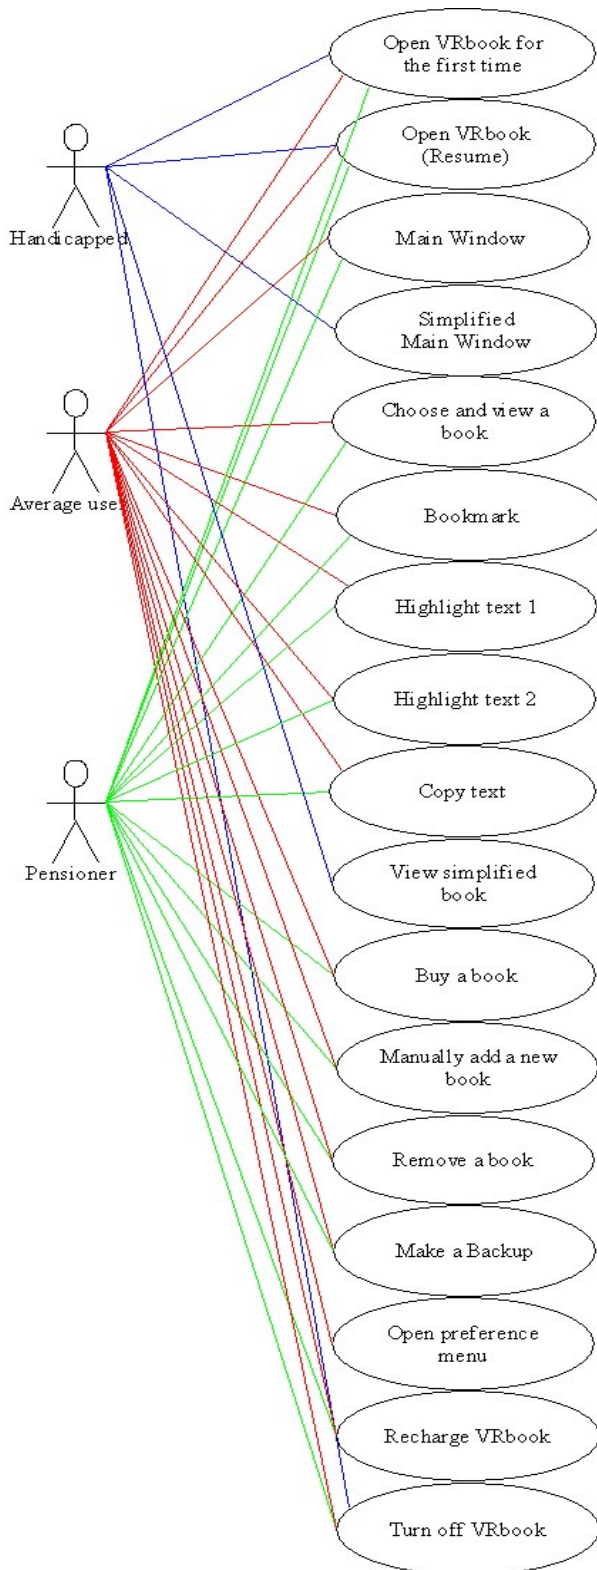 Open VRbook for
the first time
Open VRbook
(Resume)
Handicapped
Main Window
Simplified
Main Window
Choose and view a
book
Average use
Bookmark
Highlight text 1
Highlight text 2
Copy text
Pensioner
View simplified
book
Buy a book
Manually add a new
book
Remove a book
Make a Backup
Open preference
menu
Recharge VRbook
Turn off VRbook